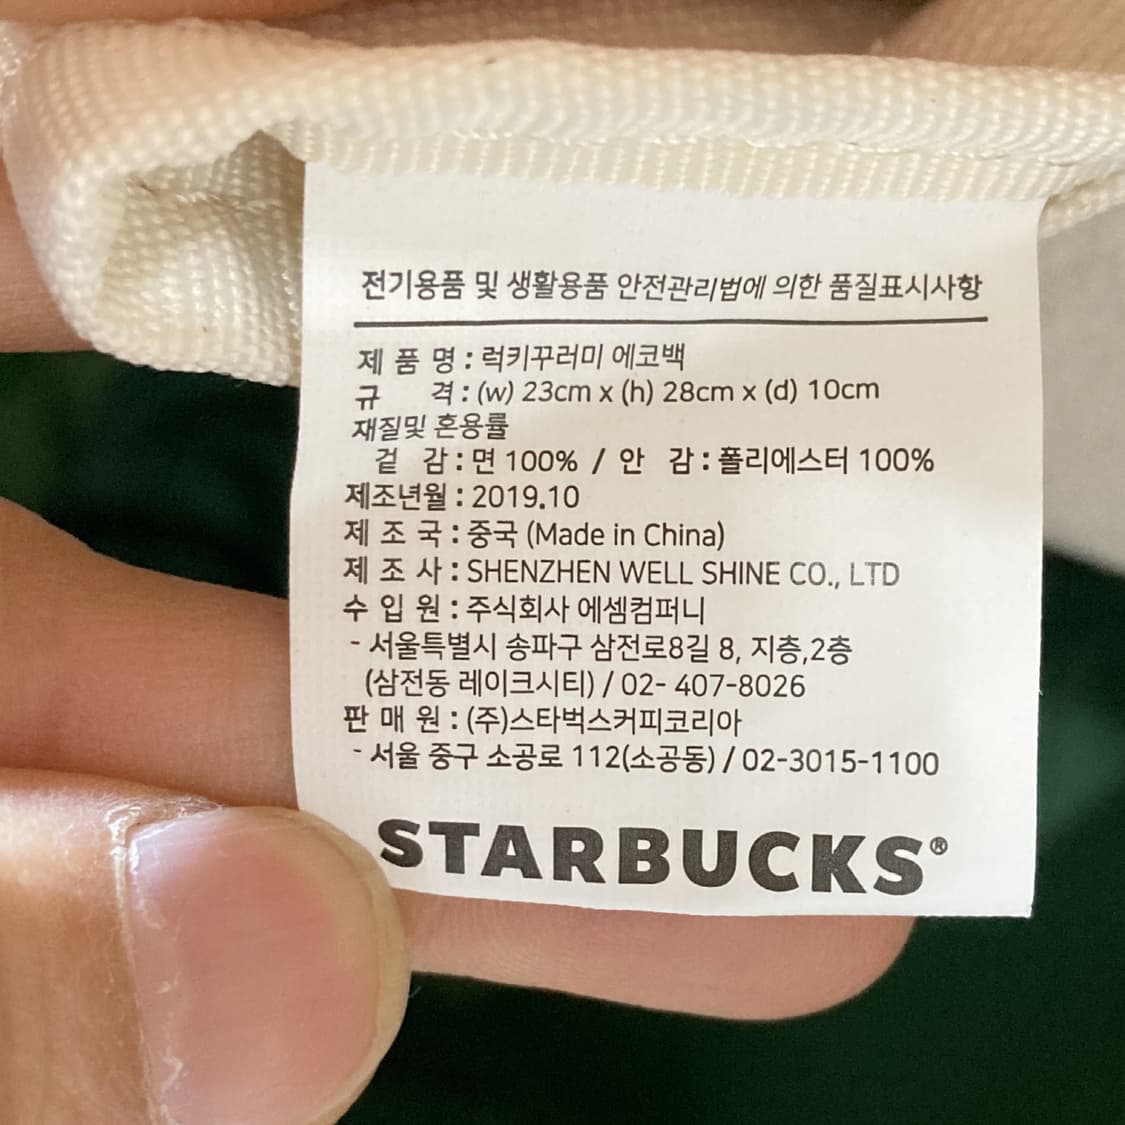 전기용품 및 생활용품 안전관리법에 의한 품질표시사항
제 품 명 : 럭키꾸러미 에코백
규 격 : (w) 23cm x (h) 28cm x (d) 10cm
재질및 혼용률
겉 감 : 면 100% / 안 감 : 폴리에스터 100%
제조년월 : 2019.10
제 조 국 : 중국 (Made in China)
제 조 사 : SHENZHEN WELL SHINE CO., LTD
수 입 원 : 주식회사 에셈컴퍼니
- 서울특별시 송파구 삼전로8길 8, 지층,2층
(삼전동 레이크시티) / 02- 407-8026
판 매 원 : (주)스타벅스커피코리아
- 서울 중구 소공로 112(소공동) / 02-3015-1100
STARBUCKS®